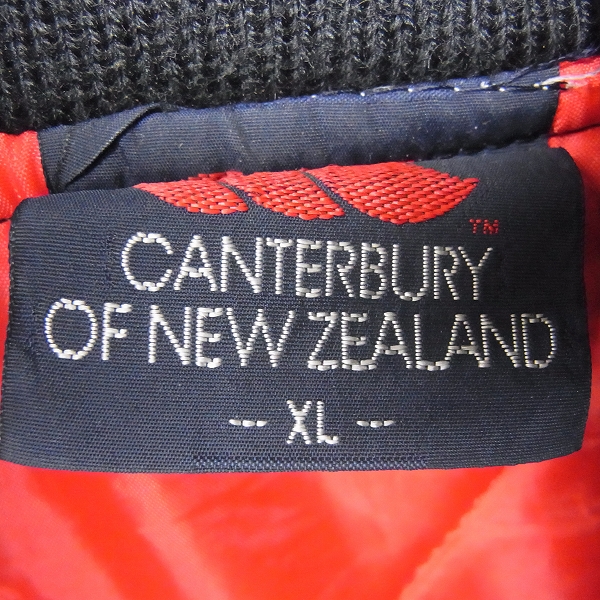 TM
CANTERBURY
OF NEW ZEALAND
- XL -